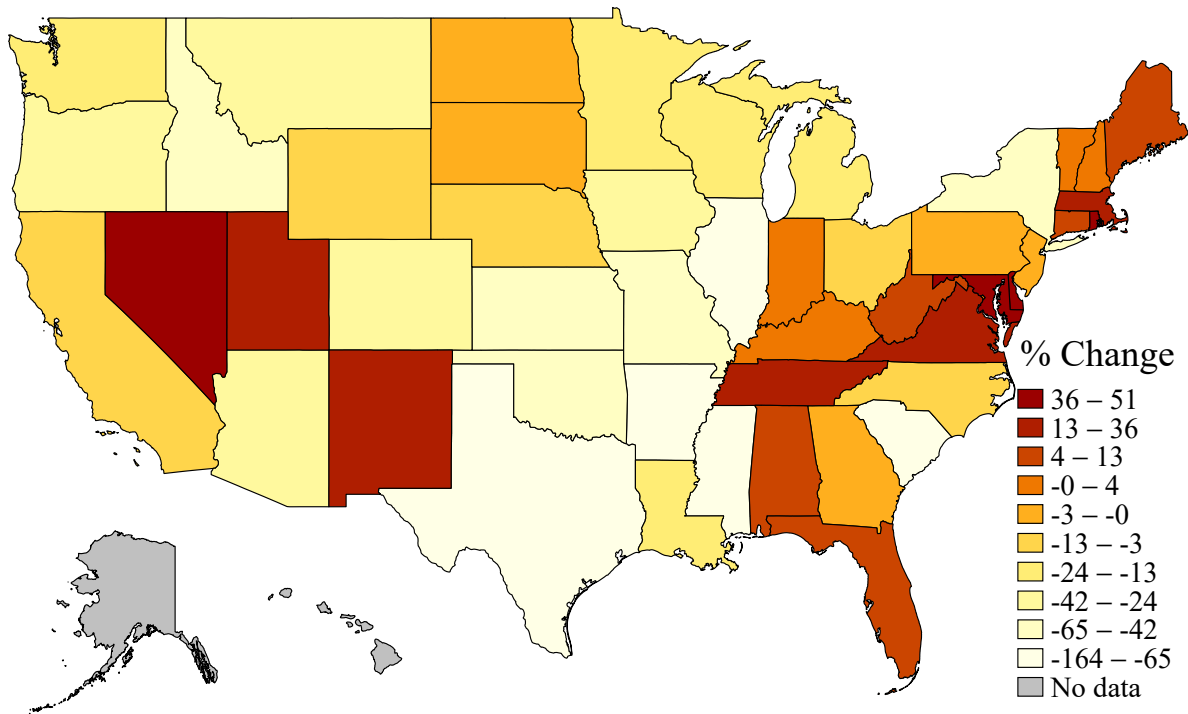 % Change
36 – 51
13 – 36
4 – 13
-0 – 4
-3 – -0
-13 – -3
-24 – -13
-42 – -24
-65 – -42
-164 – -65
No data